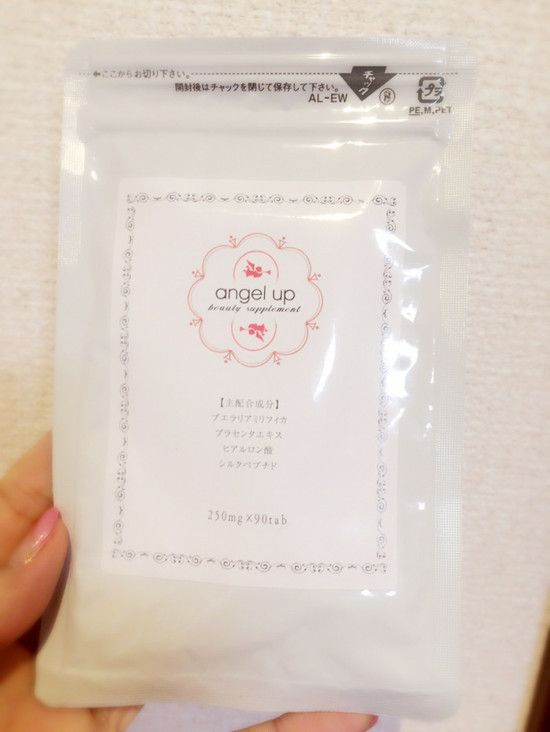 ここからお切り下さい。
開封後はチャックを閉じて保存して下さい。
チャック
AL-EW
プラ
PE,M,PET
angel up
beauty supplement
【主配合成分】
プエラリアミリフィカ
プラセンタエキス
ヒアルロン酸
シルクペプチド
250mg×90tab